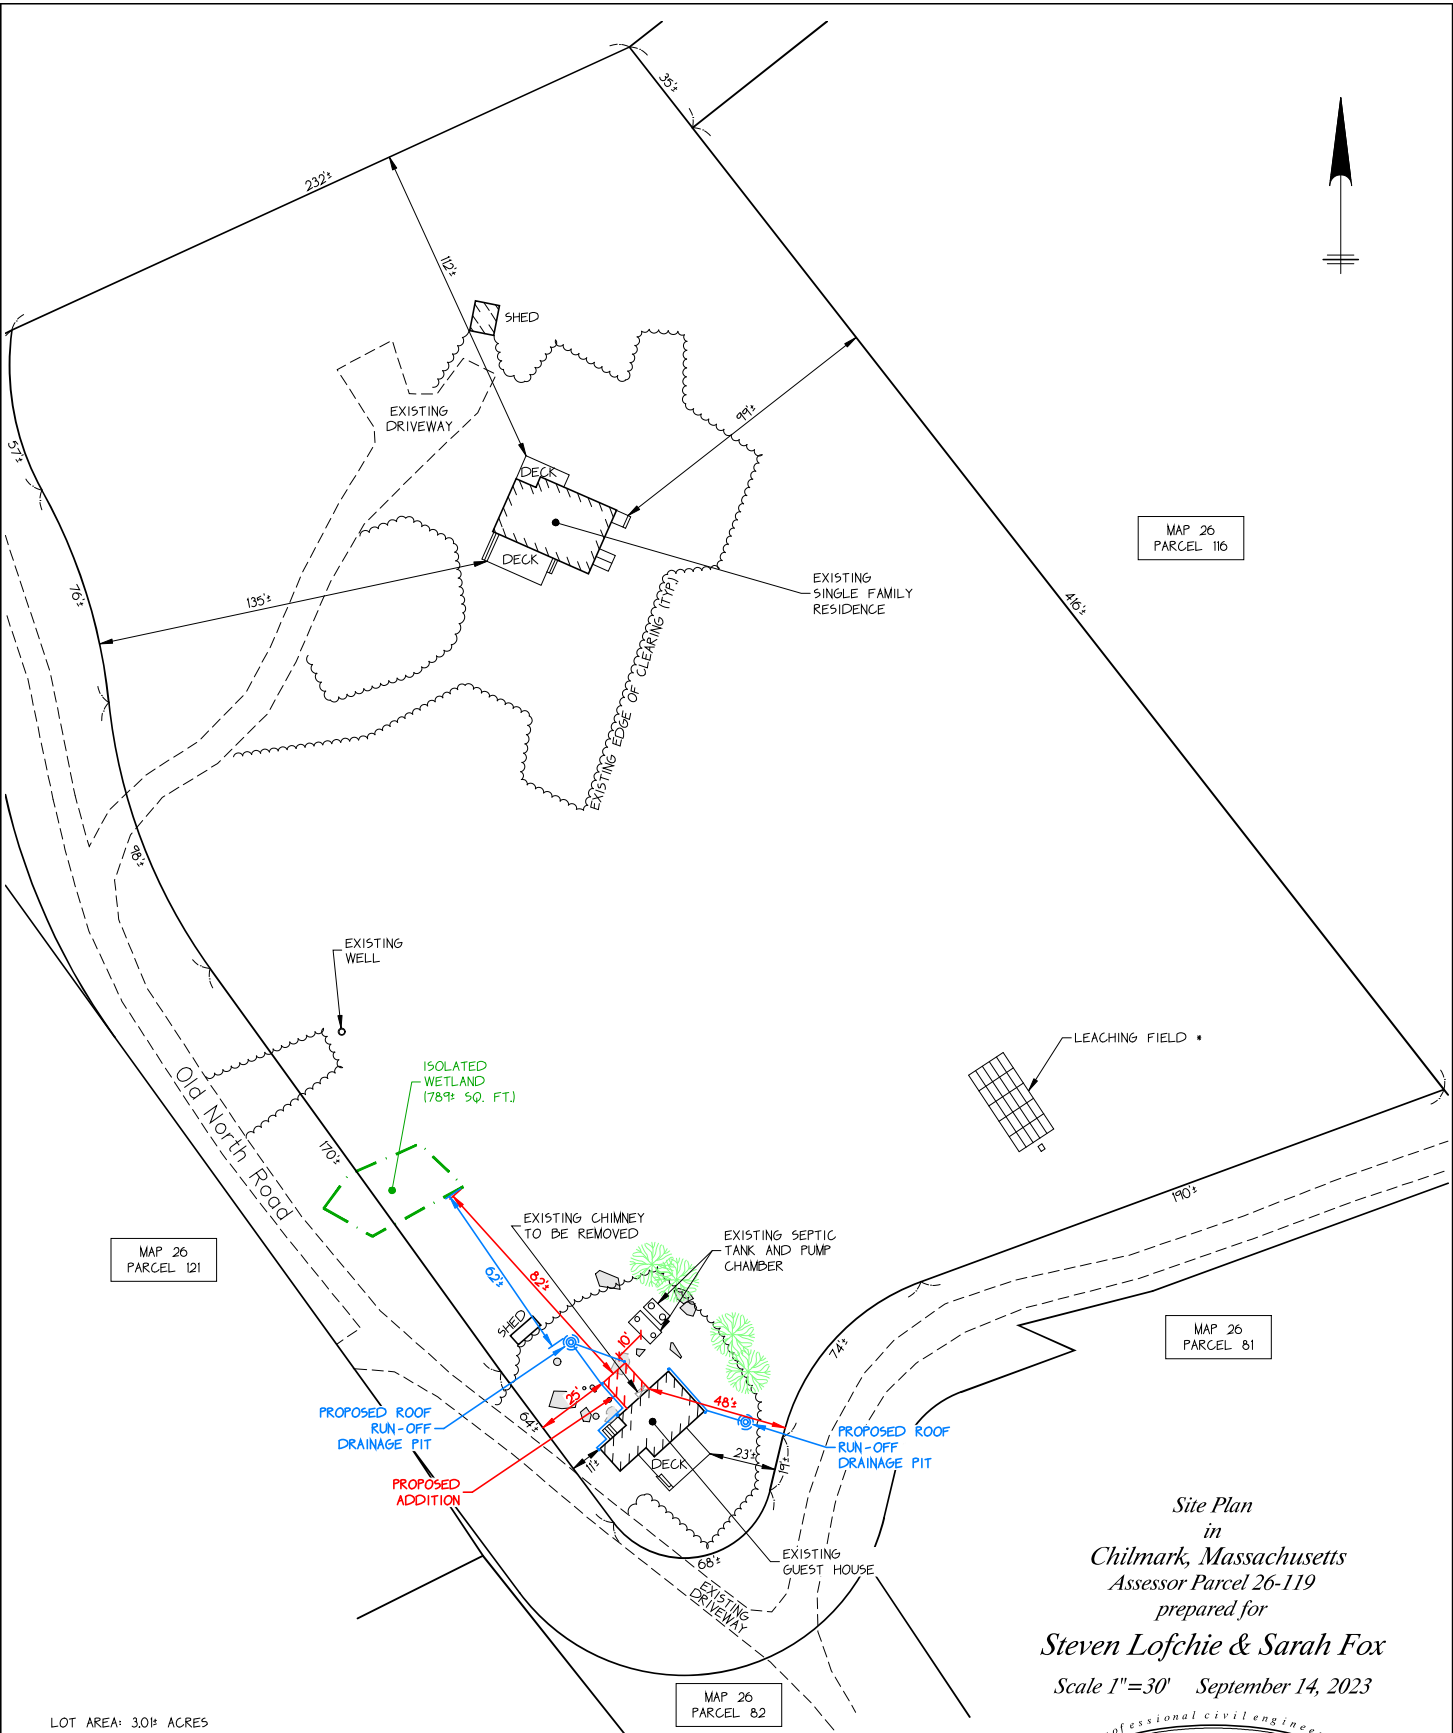 35'±
232'±
112'±
SHED
EXISTING
DRIVEWAY
99'±
57'±
DECK
DECK
MAP 26
PARCEL 116
EXISTING
SINGLE FAMILY
RESIDENCE
76'±
135'±
416'±
EXISTING EDGE OF CLEARING (TYP.)
98'±
EXISTING
WELL
LEACHING FIELD *
ISOLATED
WETLAND
(789± SQ. FT.)
Old North Road
170'±
190'±
EXISTING CHIMNEY
TO BE REMOVED
EXISTING SEPTIC
TANK AND PUMP
CHAMBER
MAP 26
PARCEL 121
62'±
82'±
SHED
10'
MAP 26
PARCEL 81
74'±
25'
48'±
64'±
PROPOSED ROOF
RUN-OFF
DRAINAGE PIT
PROPOSED ROOF
RUN-OFF
DRAINAGE PIT
11'±
DECK
23'±
19'±
PROPOSED
ADDITION
68'±
EXISTING
GUEST HOUSE
EXISTING
DRIVEWAY
Site Plan
in
Chilmark, Massachusetts
Assessor Parcel 26-119
prepared for
Steven Lofchie & Sarah Fox
Scale 1"=30' September 14, 2023
MAP 26
PARCEL 82
LOT AREA: 3.01± ACRES
professional civil enginee